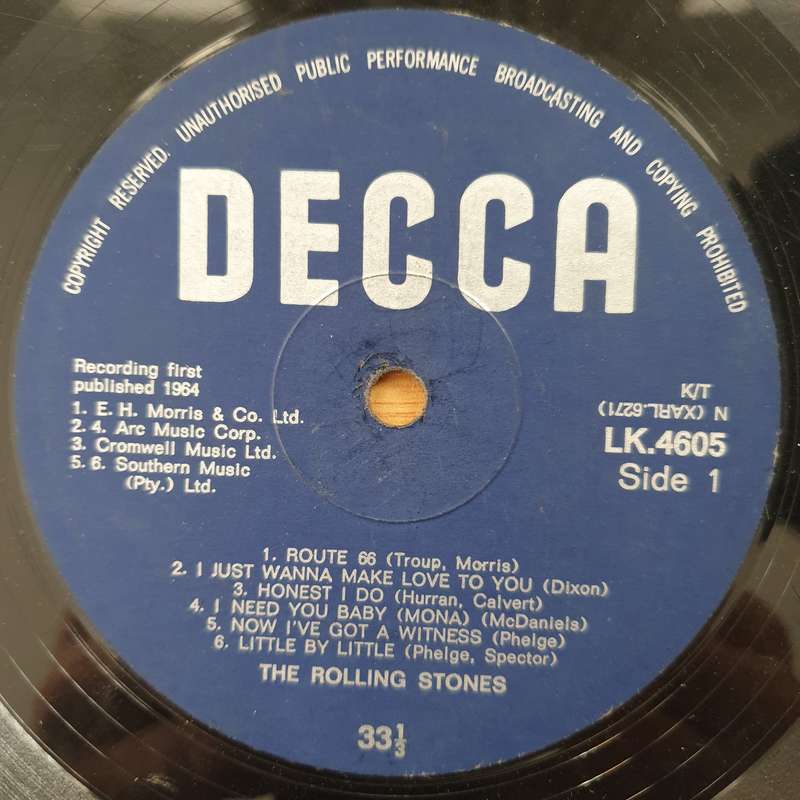 COPYRIGHT RESERVED. UNAUTHORISED PUBLIC PERFORMANCE BROADCASTING AND COPYING PROHIBITED
DECCA
Recording first
published 1964
1. E. H. Morris & Co. Ltd.
2. 4. Arc Music Corp.
3. Cromwell Music Ltd.
5. 6. Southern Music
(Pty.) Ltd.
K/T
N (XARL.6271)
LK.4605
Side 1
1. ROUTE 66 (Troup, Morris)
2. I JUST WANNA MAKE LOVE TO YOU (Dixon)
3. HONEST I DO (Hurran, Calvert)
4. I NEED YOU BABY (MONA) (McDaniels)
5. NOW I'VE GOT A WITNESS (Phelge)
6. LITTLE BY LITTLE (Phelge, Spector)
THE ROLLING STONES
33⅓